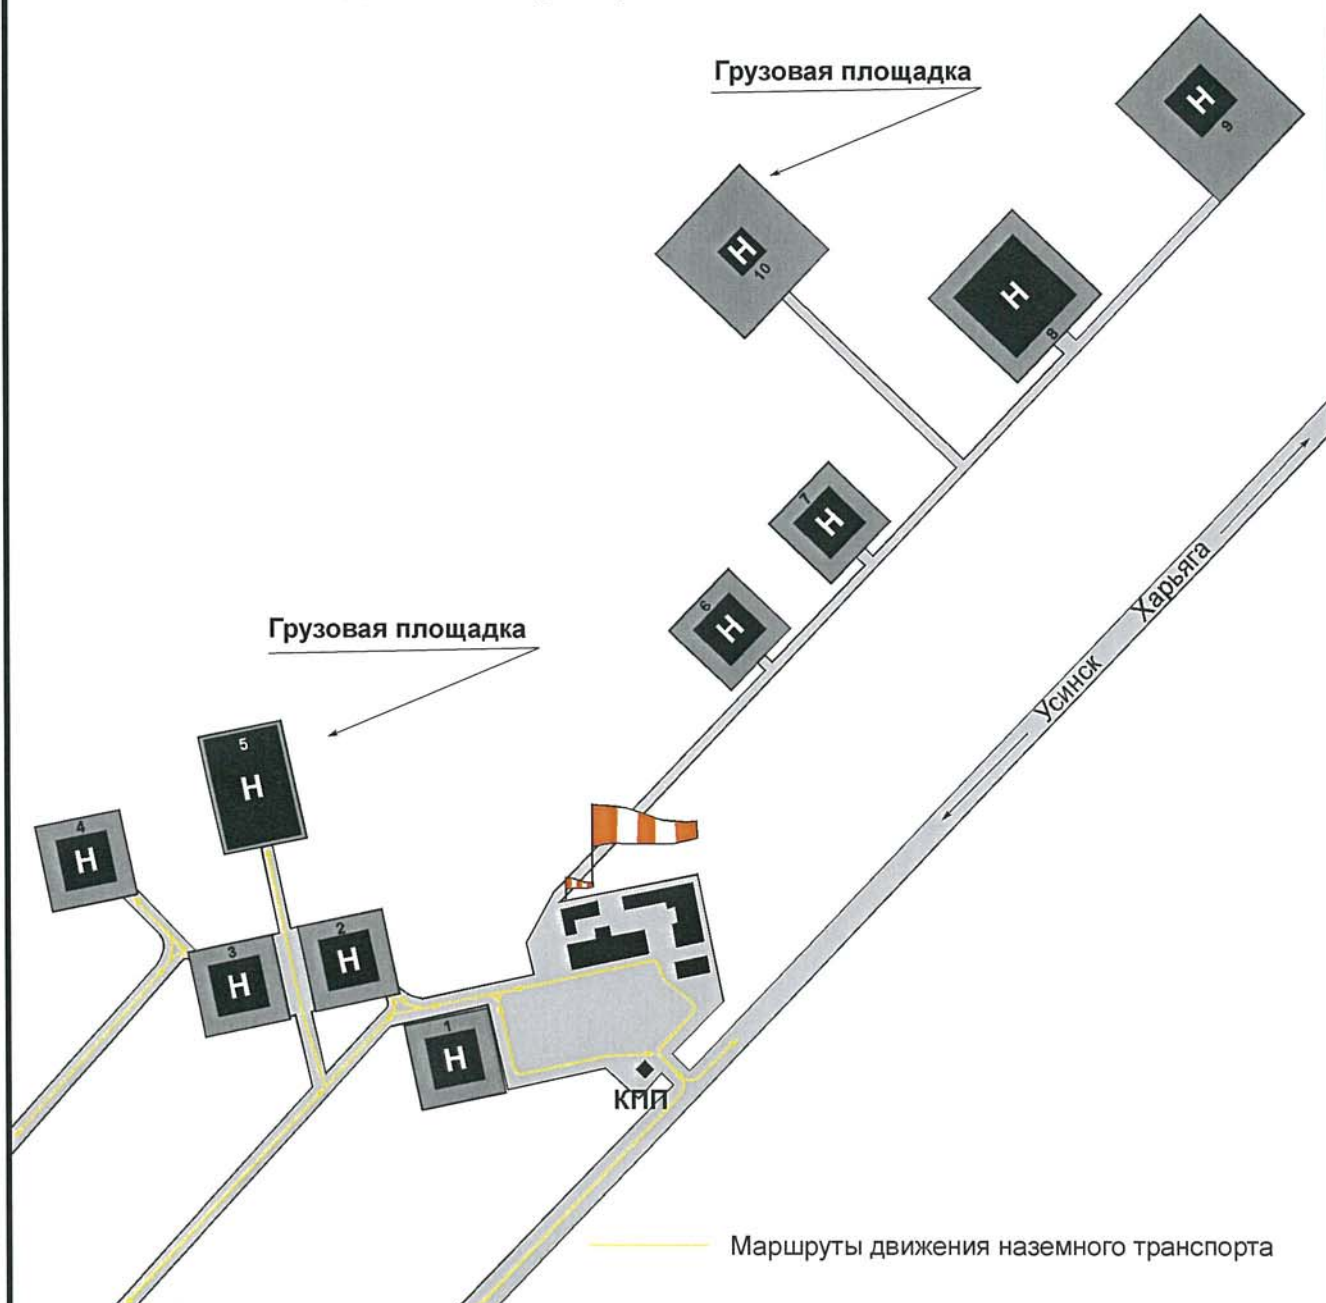 Грузовая площадка
H
9
H
10
H
8
7
H
6
H
Харьяга
Усинск
Грузовая площадка
5
H
4
H
3
H
2
H
1
H
КПП
Маршруты движения наземного транспорта